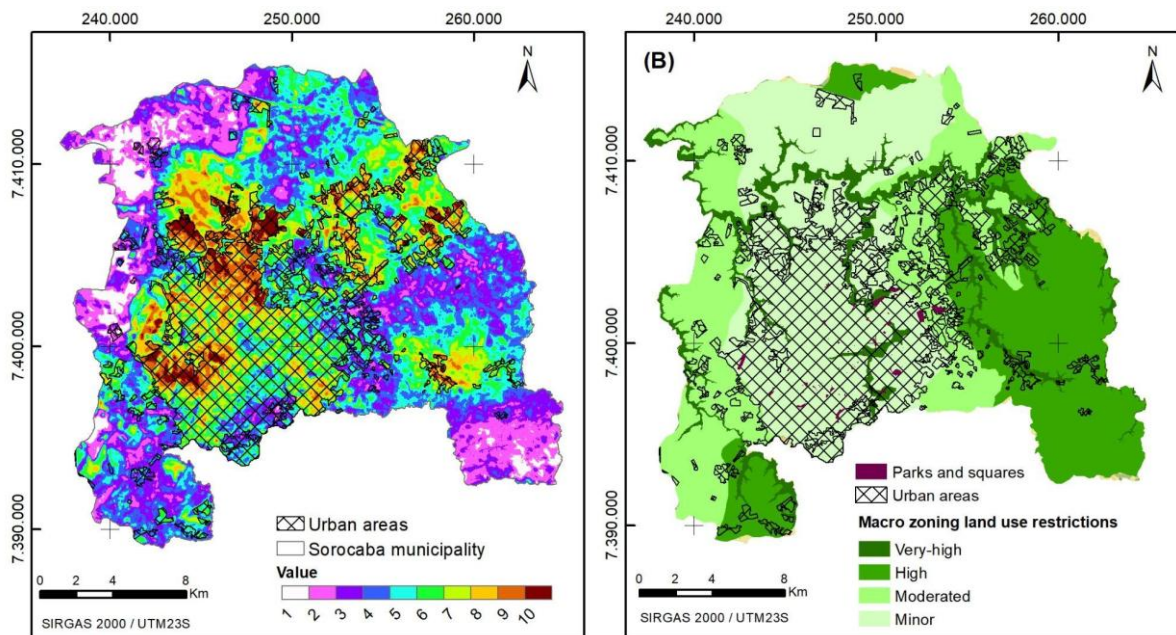 240.000 250.000 260.000
N
7.410.000
7.400.000
7.390.000
Urban areas
Sorocaba municipality
Value
1 2 3 4 5 6 7 8 9 10
0 2 4 8
Km
SIRGAS 2000 / UTM23S
240.000 250.000 260.000
(B)
N
7.410.000
7.400.000
7.390.000
Parks and squares
Urban areas
Macro zoning land use restrictions
Very-high
High
Moderated
Minor
0 2 4 8
Km
SIRGAS 2000 / UTM23S